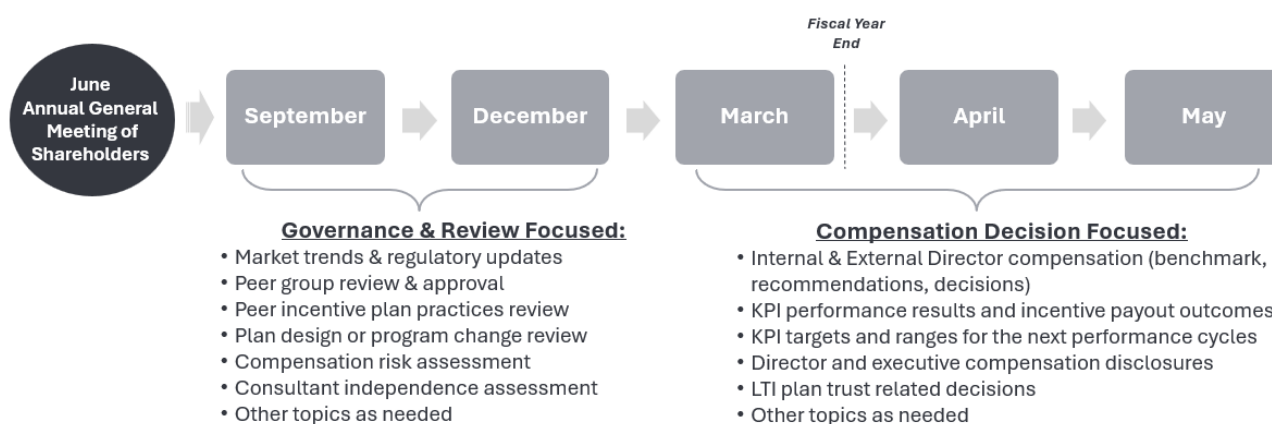 Fiscal Year
End
June
Annual General
Meeting of
Shareholders
September
December
March
April
May
Governance & Review Focused:
• Market trends & regulatory updates
• Peer group review & approval
• Peer incentive plan practices review
• Plan design or program change review
• Compensation risk assessment
• Consultant independence assessment
• Other topics as needed
Compensation Decision Focused:
• Internal & External Director compensation (benchmark,
recommendations, decisions)
• KPI performance results and incentive payout outcomes
• KPI targets and ranges for the next performance cycles
• Director and executive compensation disclosures
• LTI plan trust related decisions
• Other topics as needed